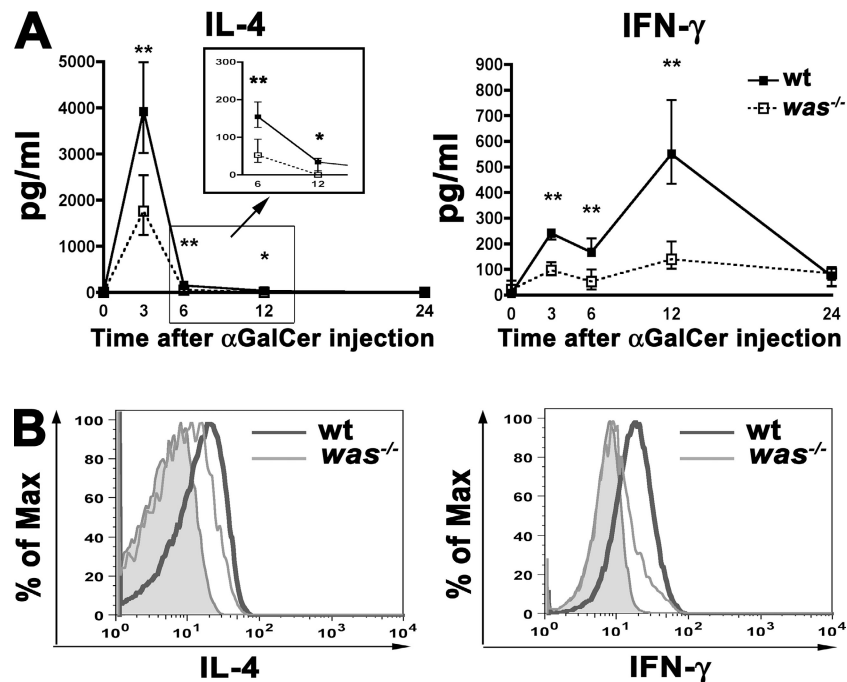 A
IL-4
IFN-γ
pg/ml
5000
4000
3000
2000
1000
0
**
**
*
300
200
100
0
**
*
6
12
0 3 6 12 24
Time after αGalCer injection
pg/ml
900
800
700
600
500
400
300
200
100
0
**
**
**
wt
was-/-
0 3 6 12 24
Time after αGalCer injection
B
% of Max
100
80
60
40
20
0
wt
was-/-
10⁰ 10¹ 10² 10³ 10⁴
IL-4
% of Max
100
80
60
40
20
0
wt
was-/-
10⁰ 10¹ 10² 10³ 10⁴
IFN-γ